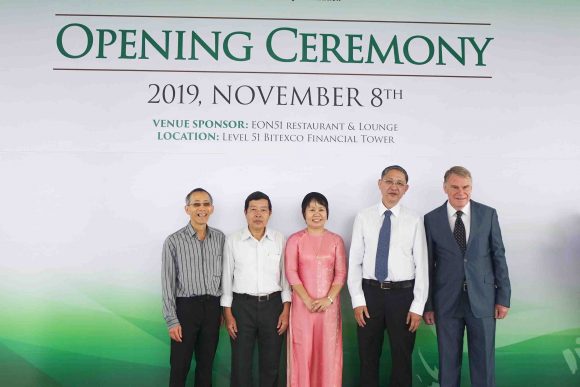 OPENING CEREMONY
2019, NOVEMBER 8TH
VENUE SPONSOR: EON51 RESTAURANT & LOUNGE
LOCATION: LEVEL 51 BITEXCO FINANCIAL TOWER